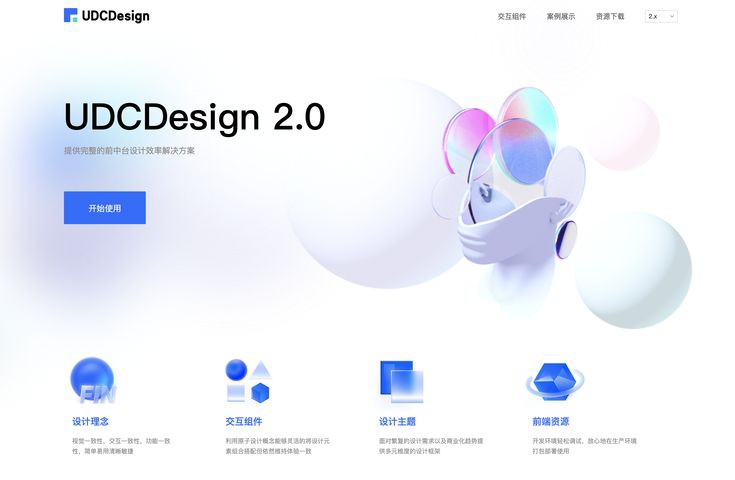 UDCDesign
交互组件
案例展示
资源下载
2.x
UDCDesign 2.0
提供完整的前中台设计效率解决方案
开始使用
FIN
设计理念
视觉一致性、交互一致性、功能一致
性，简单易用清晰敏捷
交互组件
利用原子设计概念能够灵活的将设计元
素组合搭配但依然维持体验一致
设计主题
面对繁复的设计需求以及商业化趋势提
供多元维度的设计框架
前端资源
开发环境轻松调试、放心地在生产环境
打包部署使用